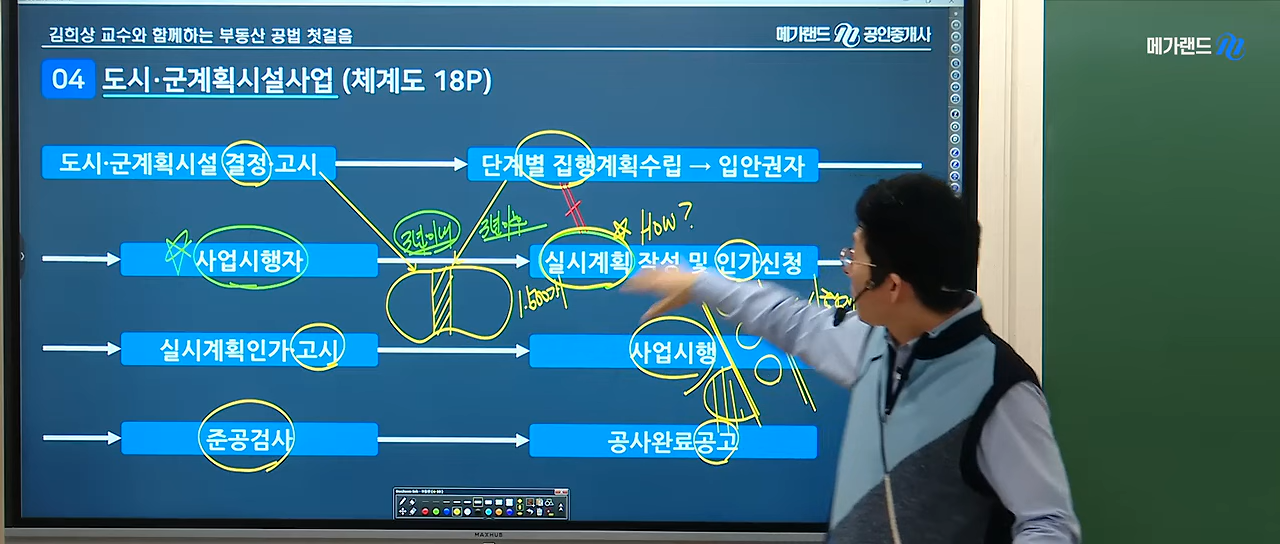 김희상 교수와 함께하는 부동산 공법 첫걸음
메가랜드 공인중개사
메가랜드
04 도시·군계획시설사업 (체계도 18P)
도시·군계획시설 결정·고시
단계별 집행계획수립 → 입안권자
3년이내
3년이후
How?
사업시행자
실시계획 작성 및 인가신청
실시계획인가·고시
사업시행
준공검사
공사완료공고
MAXHUB